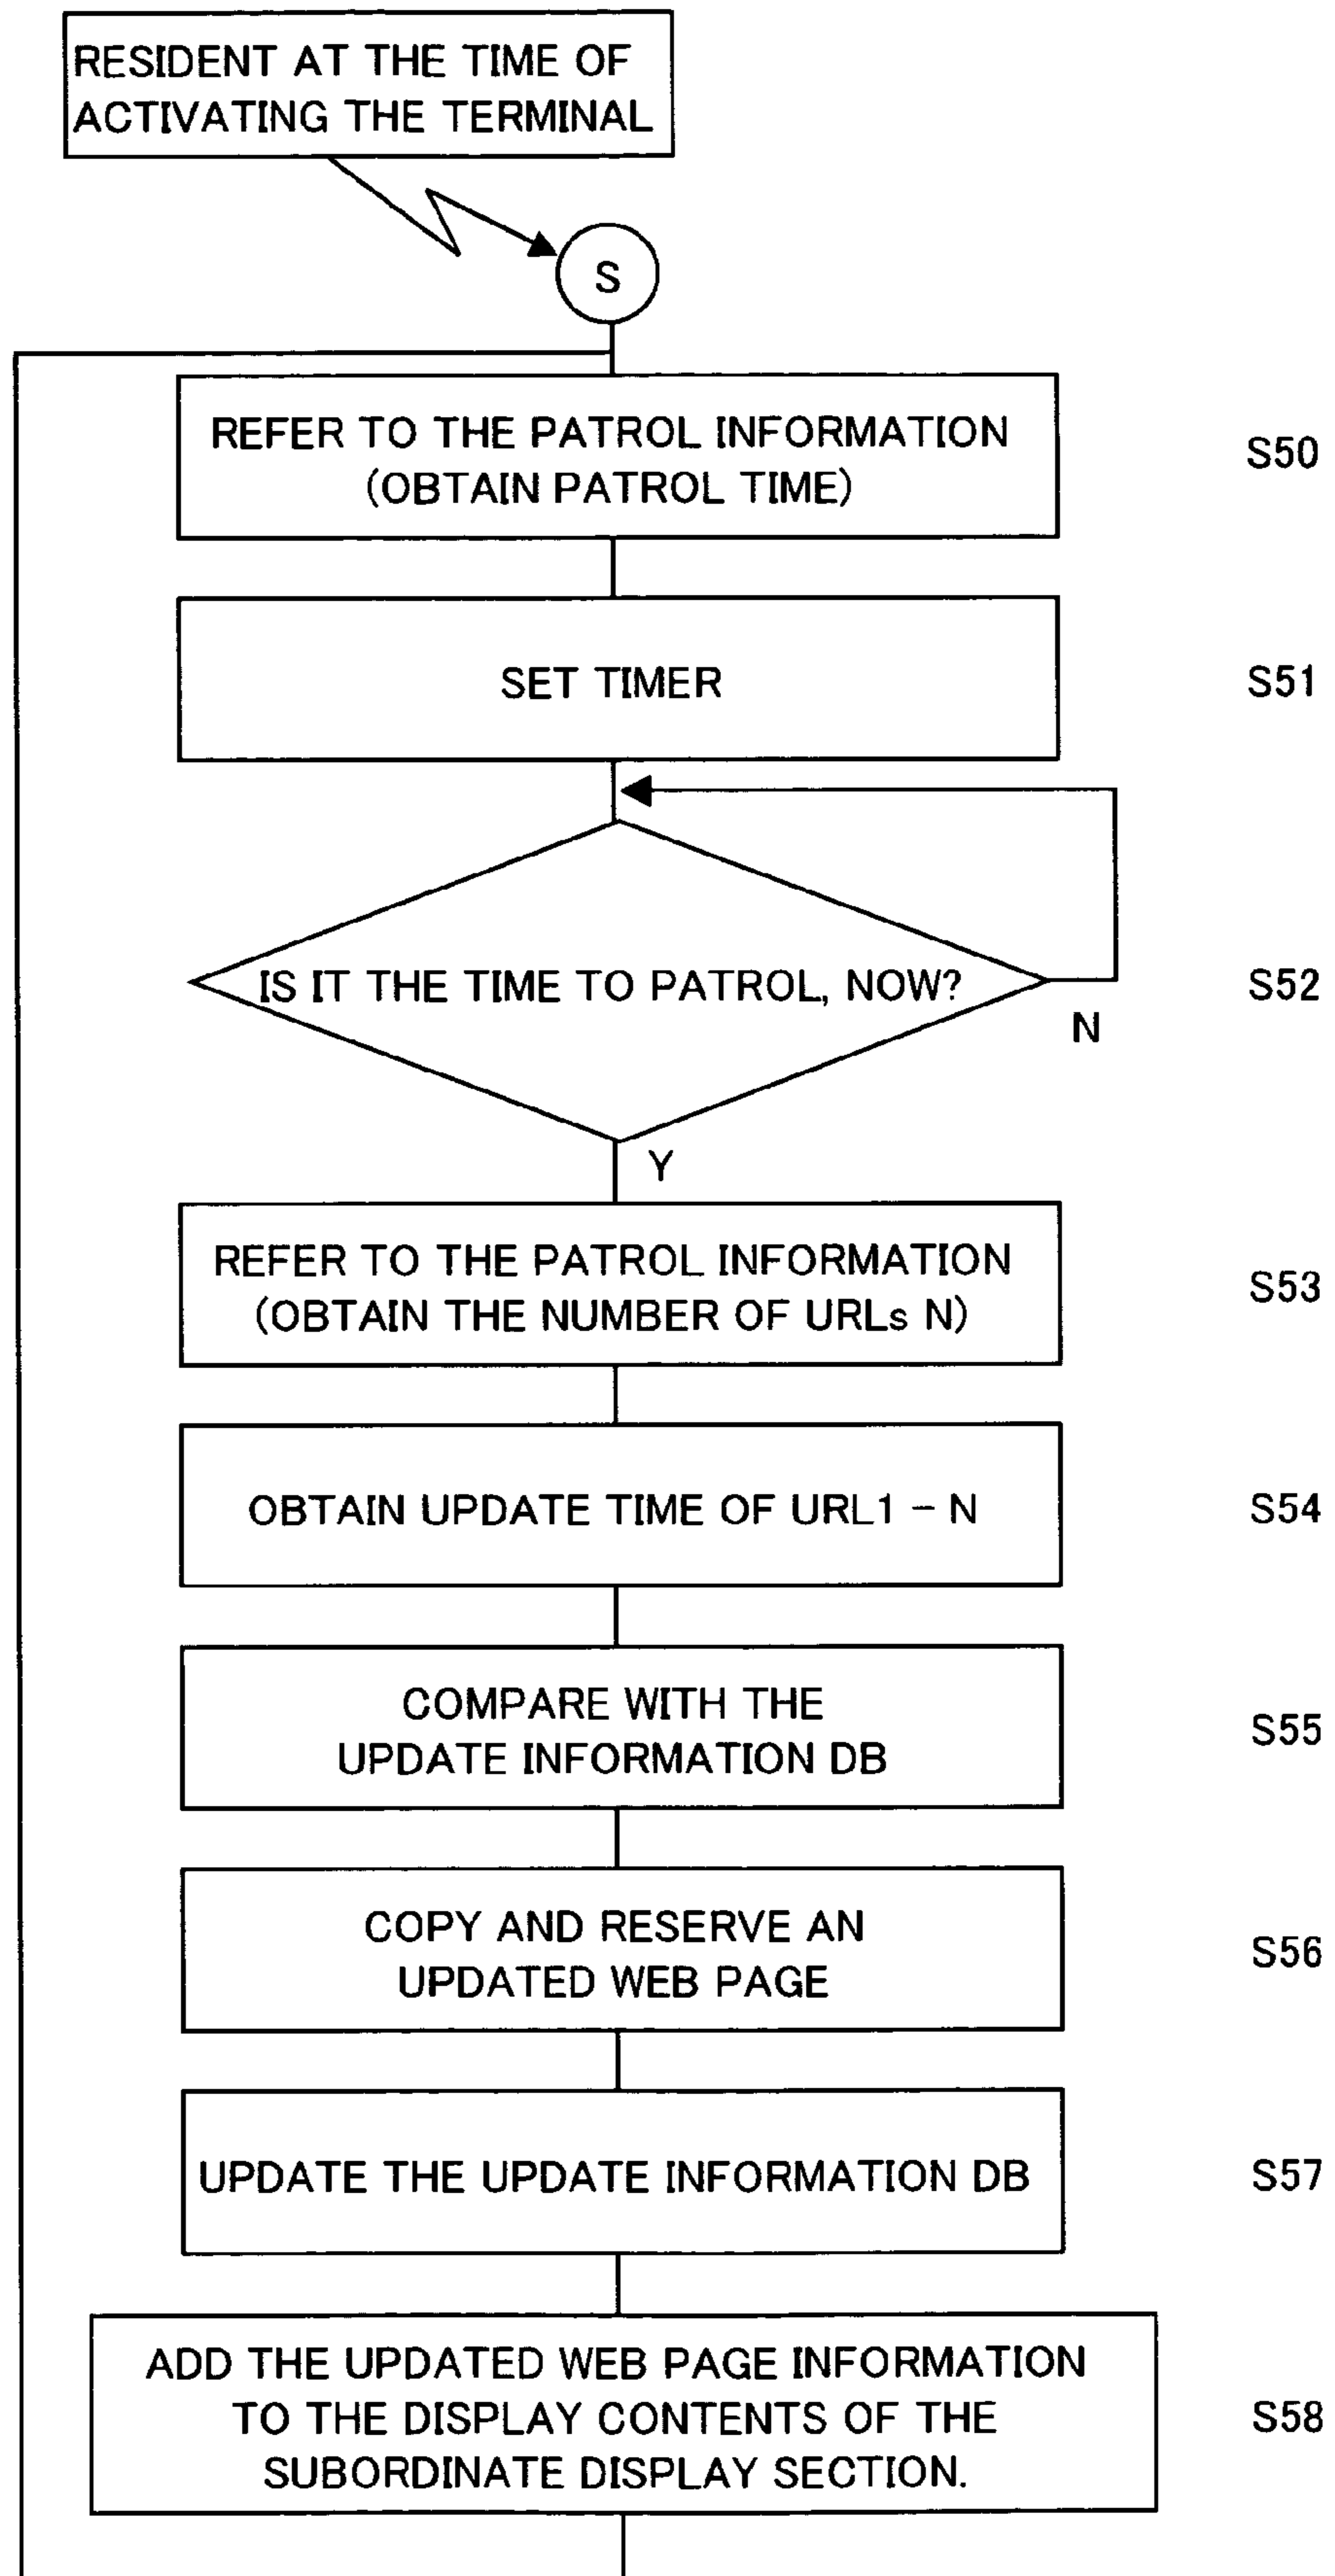 RESIDENT AT THE TIME OF
ACTIVATING THE TERMINAL
S
REFER TO THE PATROL INFORMATION
(OBTAIN PATROL TIME)
S50
SET TIMER
S51
IS IT THE TIME TO PATROL, NOW?
S52
N
Y
REFER TO THE PATROL INFORMATION
(OBTAIN THE NUMBER OF URLs N)
S53
OBTAIN UPDATE TIME OF URL1 – N
S54
COMPARE WITH THE
UPDATE INFORMATION DB
S55
COPY AND RESERVE AN
UPDATED WEB PAGE
S56
UPDATE THE UPDATE INFORMATION DB
S57
ADD THE UPDATED WEB PAGE INFORMATION
TO THE DISPLAY CONTENTS OF THE
SUBORDINATE DISPLAY SECTION.
S58